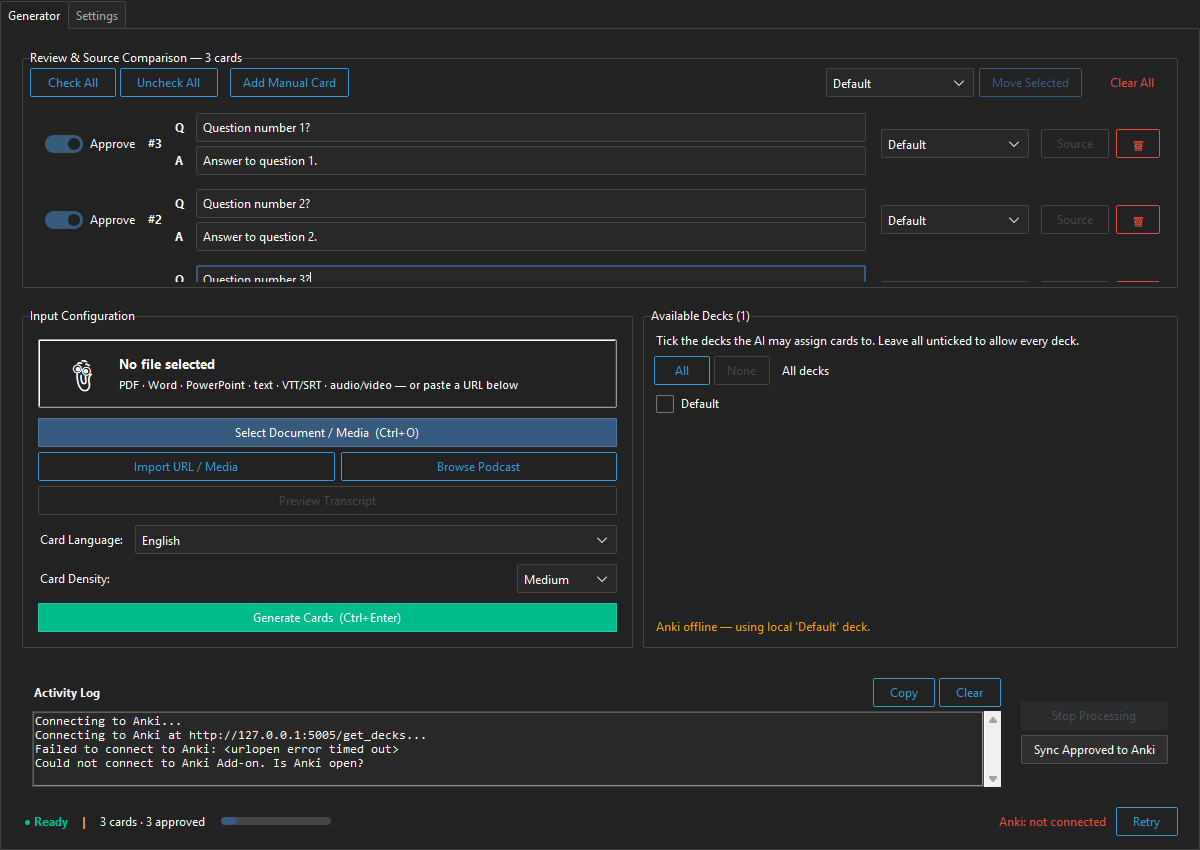 Generator Settings
Review & Source Comparison — 3 cards
Check All Uncheck All Add Manual Card Default Move Selected Clear All
Q Question number 1?
Approve #3 Default Source
A Answer to question 1.
Q Question number 2?
Approve #2 Default Source
A Answer to question 2.
Q Question number 3?
Input Configuration
No file selected
PDF · Word · PowerPoint · text · VTT/SRT · audio/video — or paste a URL below
Select Document / Media (Ctrl+O)
Import URL / Media Browse Podcast
Preview Transcript
Card Language: English
Card Density: Medium
Generate Cards (Ctrl+Enter)
Available Decks (1)
Tick the decks the AI may assign cards to. Leave all unticked to allow every deck.
All None All decks
Default
Anki offline — using local 'Default' deck.
Activity Log Copy Clear
Connecting to Anki...
Connecting to Anki at http://127.0.0.1:5005/get_decks...
Failed to connect to Anki: <urlopen error timed out>
Could not connect to Anki Add-on. Is Anki open?
Stop Processing
Sync Approved to Anki
● Ready | 3 cards · 3 approved Anki: not connected Retry